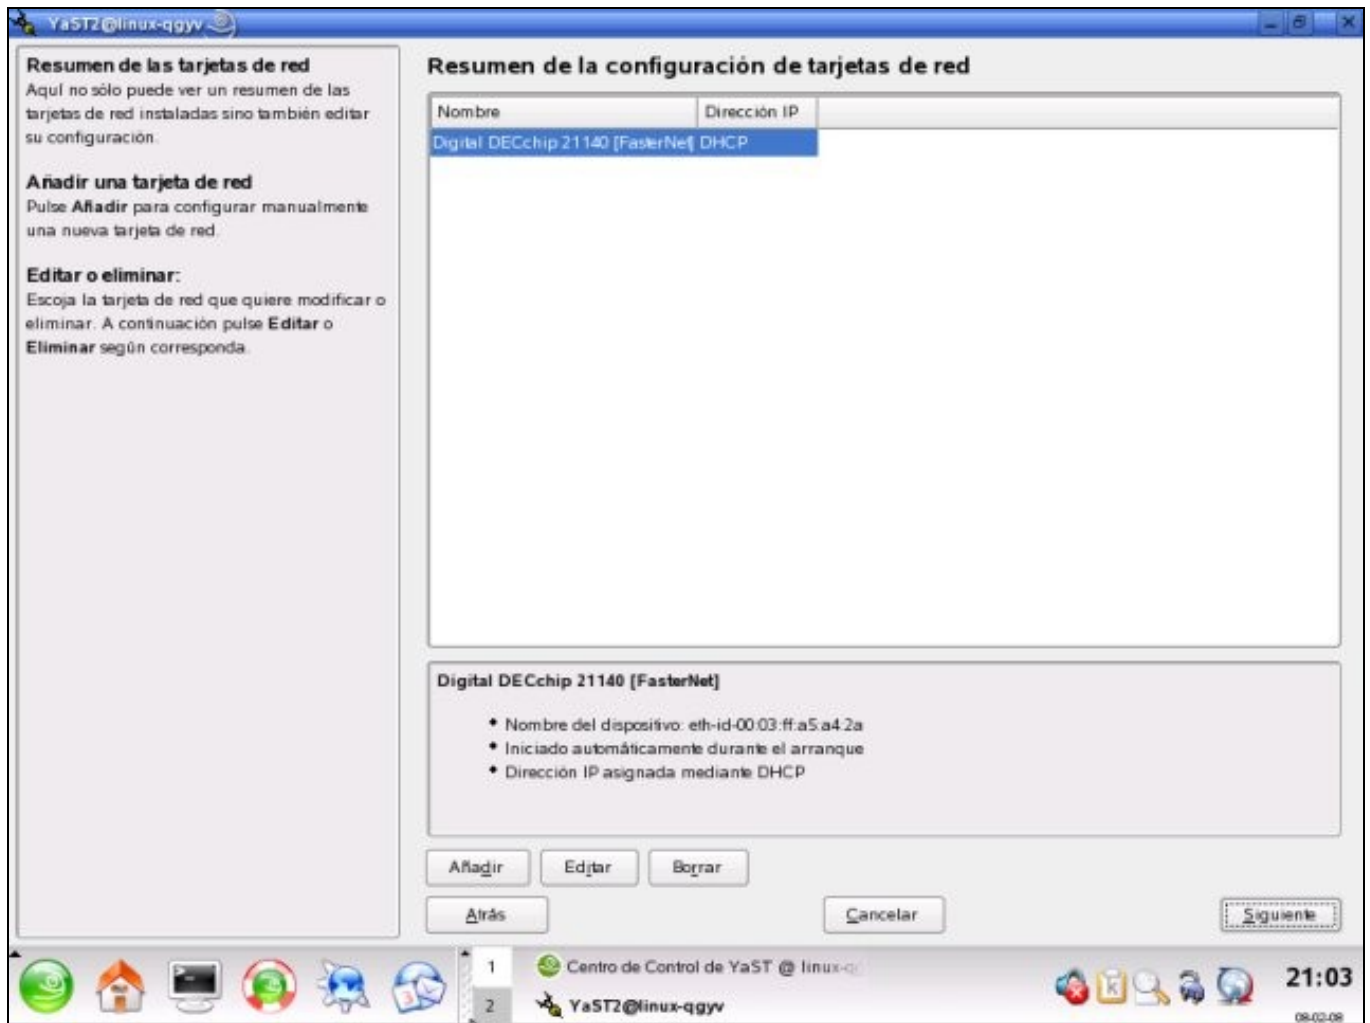 YaST2@linux-qgyv
Resumen de las tarjetas de red
Aquí no sólo puede ver un resumen de las
tarjetas de red instaladas sino también editar
su configuración.
Añadir una tarjeta de red
Pulse Añadir para configurar manualmente
una nueva tarjeta de red.
Editar o eliminar:
Escoja la tarjeta de red que quiere modificar o
eliminar. A continuación pulse Editar o
Eliminar según corresponda.
Resumen de la configuración de tarjetas de red
Nombre Dirección IP
Digital DECchip 21140 [FasterNet] DHCP
Digital DECchip 21140 [FasterNet]
• Nombre del dispositivo: eth-id-00:03:ff:a5:a4:2a
• Iniciado automáticamente durante el arranque
• Dirección IP asignada mediante DHCP
Añadir Editar Borrar
Atrás Cancelar Siguiente
1 Centro de Control de YaST @ linux-q
2 YaST2@linux-qgyv
3
21:03
08-02-08